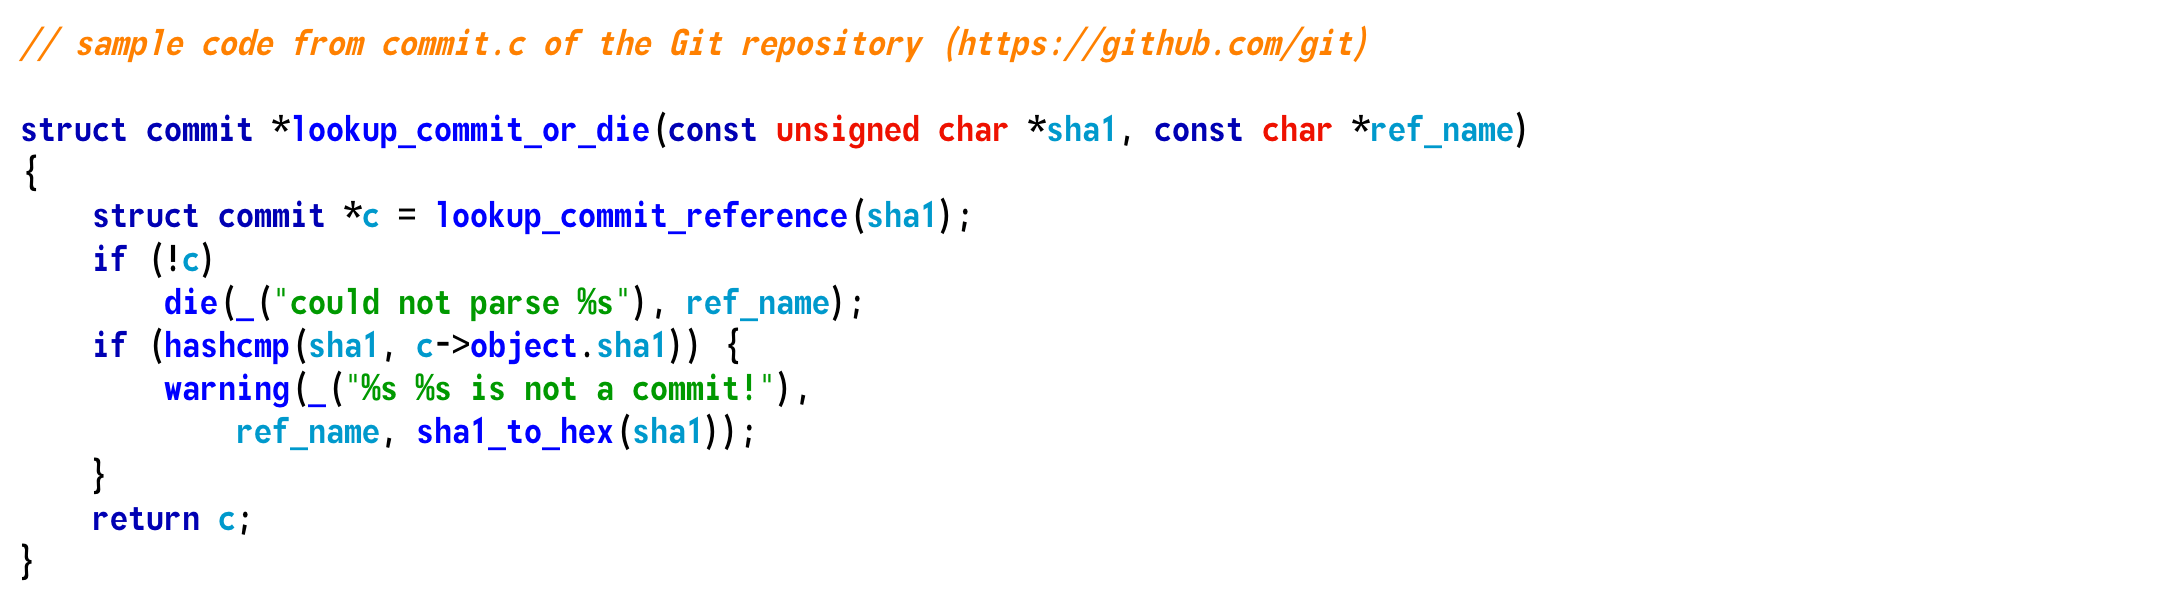 // sample code from commit.c of the Git repository (https://github.com/git)

struct commit *lookup_commit_or_die(const unsigned char *sha1, const char *ref_name)
{
    struct commit *c = lookup_commit_reference(sha1);
    if (!c)
        die(_("could not parse %s"), ref_name);
    if (hashcmp(sha1, c->object.sha1)) {
        warning(_("%s %s is not a commit!"),
            ref_name, sha1_to_hex(sha1));
    }
    return c;
}